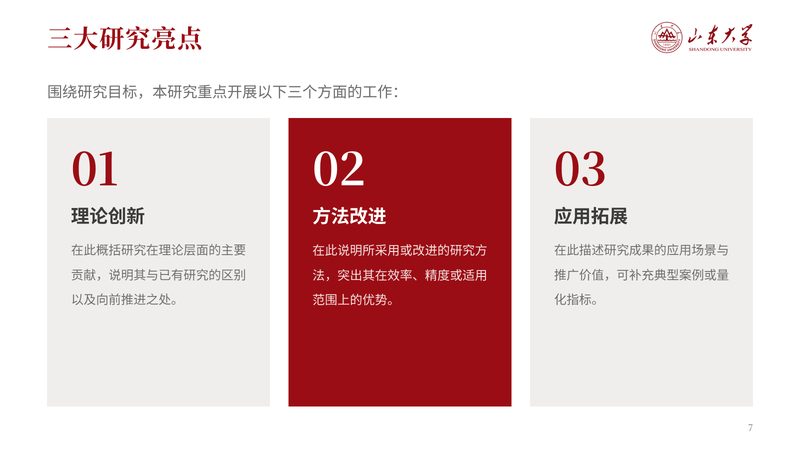 三大研究亮点
山东大学
SHANDONG UNIVERSITY
围绕研究目标，本研究重点开展以下三个方面的工作：
01
理论创新
在此概括研究在理论层面的主要
贡献，说明其与已有研究的区别
以及向前推进之处。
02
方法改进
在此说明所采用或改进的研究方
法，突出其在效率、精度或适用
范围上的优势。
03
应用拓展
在此描述研究成果的应用场景与
推广价值，可补充典型案例或量
化指标。
7